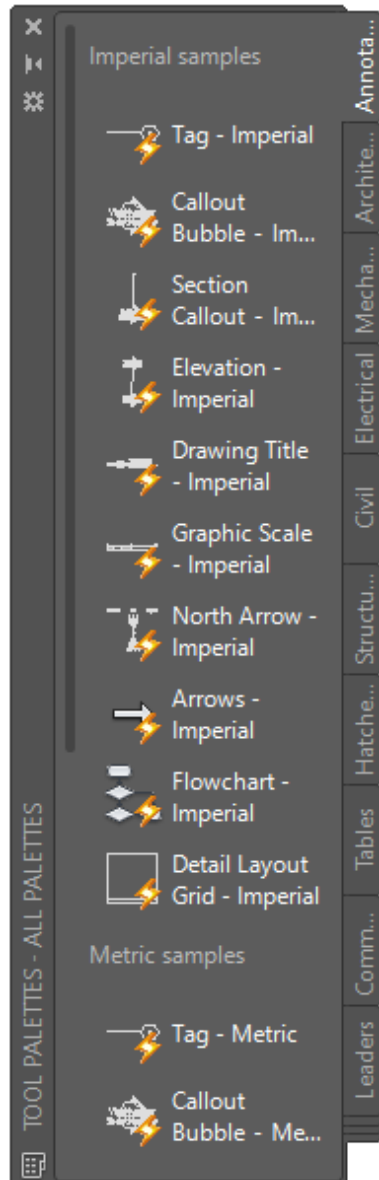 Imperial samples
Tag - Imperial
Callout
Bubble - Im...
Section
Callout - Im...
Elevation -
Imperial
Drawing Title
- Imperial
Graphic Scale
- Imperial
North Arrow -
Imperial
Arrows -
Imperial
Flowchart -
Imperial
Detail Layout
Grid - Imperial
Metric samples
Tag - Metric
Callout
Bubble - Me...
Annota...
Archite...
Mecha...
Electrical
Civil
Structu...
Hatche...
Tables
Comm...
Leaders
TOOL PALETTES - ALL PALETTES